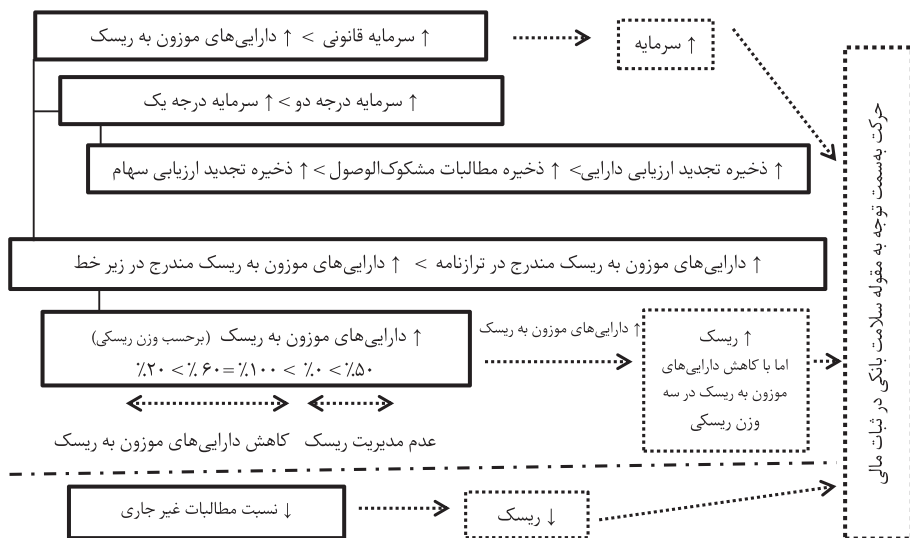 ↑ سرمایه قانونی > ↑ دارایی‌های موزون به ریسک
↑ سرمایه
↑ سرمایه درجه دو > ↑ سرمایه درجه یک
↑ ذخیره تجدید ارزیابی دارایی> ↑ ذخیره مطالبات مشکوک‌الوصول> ↑ ذخیره تجدید ارزیابی سهام
↑ دارایی‌های موزون به ریسک مندرج در ترازنامه > ↑ دارایی‌های موزون به ریسک مندرج در زیر خط
↑ دارایی‌های موزون به ریسک (برحسب وزن ریسکی)
٪۲۰ <٪ ۶۰=٪۱۰۰ < ٪۰ <٪۵۰
↑ دارایی‌های موزون به ریسک
↑ ریسک
اما با کاهش دارایی‌های
موزون به ریسک در سه
وزن ریسکی
عدم مدیریت ریسک
کاهش دارایی‌های موزون به ریسک
↓ نسبت مطالبات غیر جاری
↓ ریسک
حرکت به‌سمت توجه به مقوله سلامت بانکی در ثبات مالی